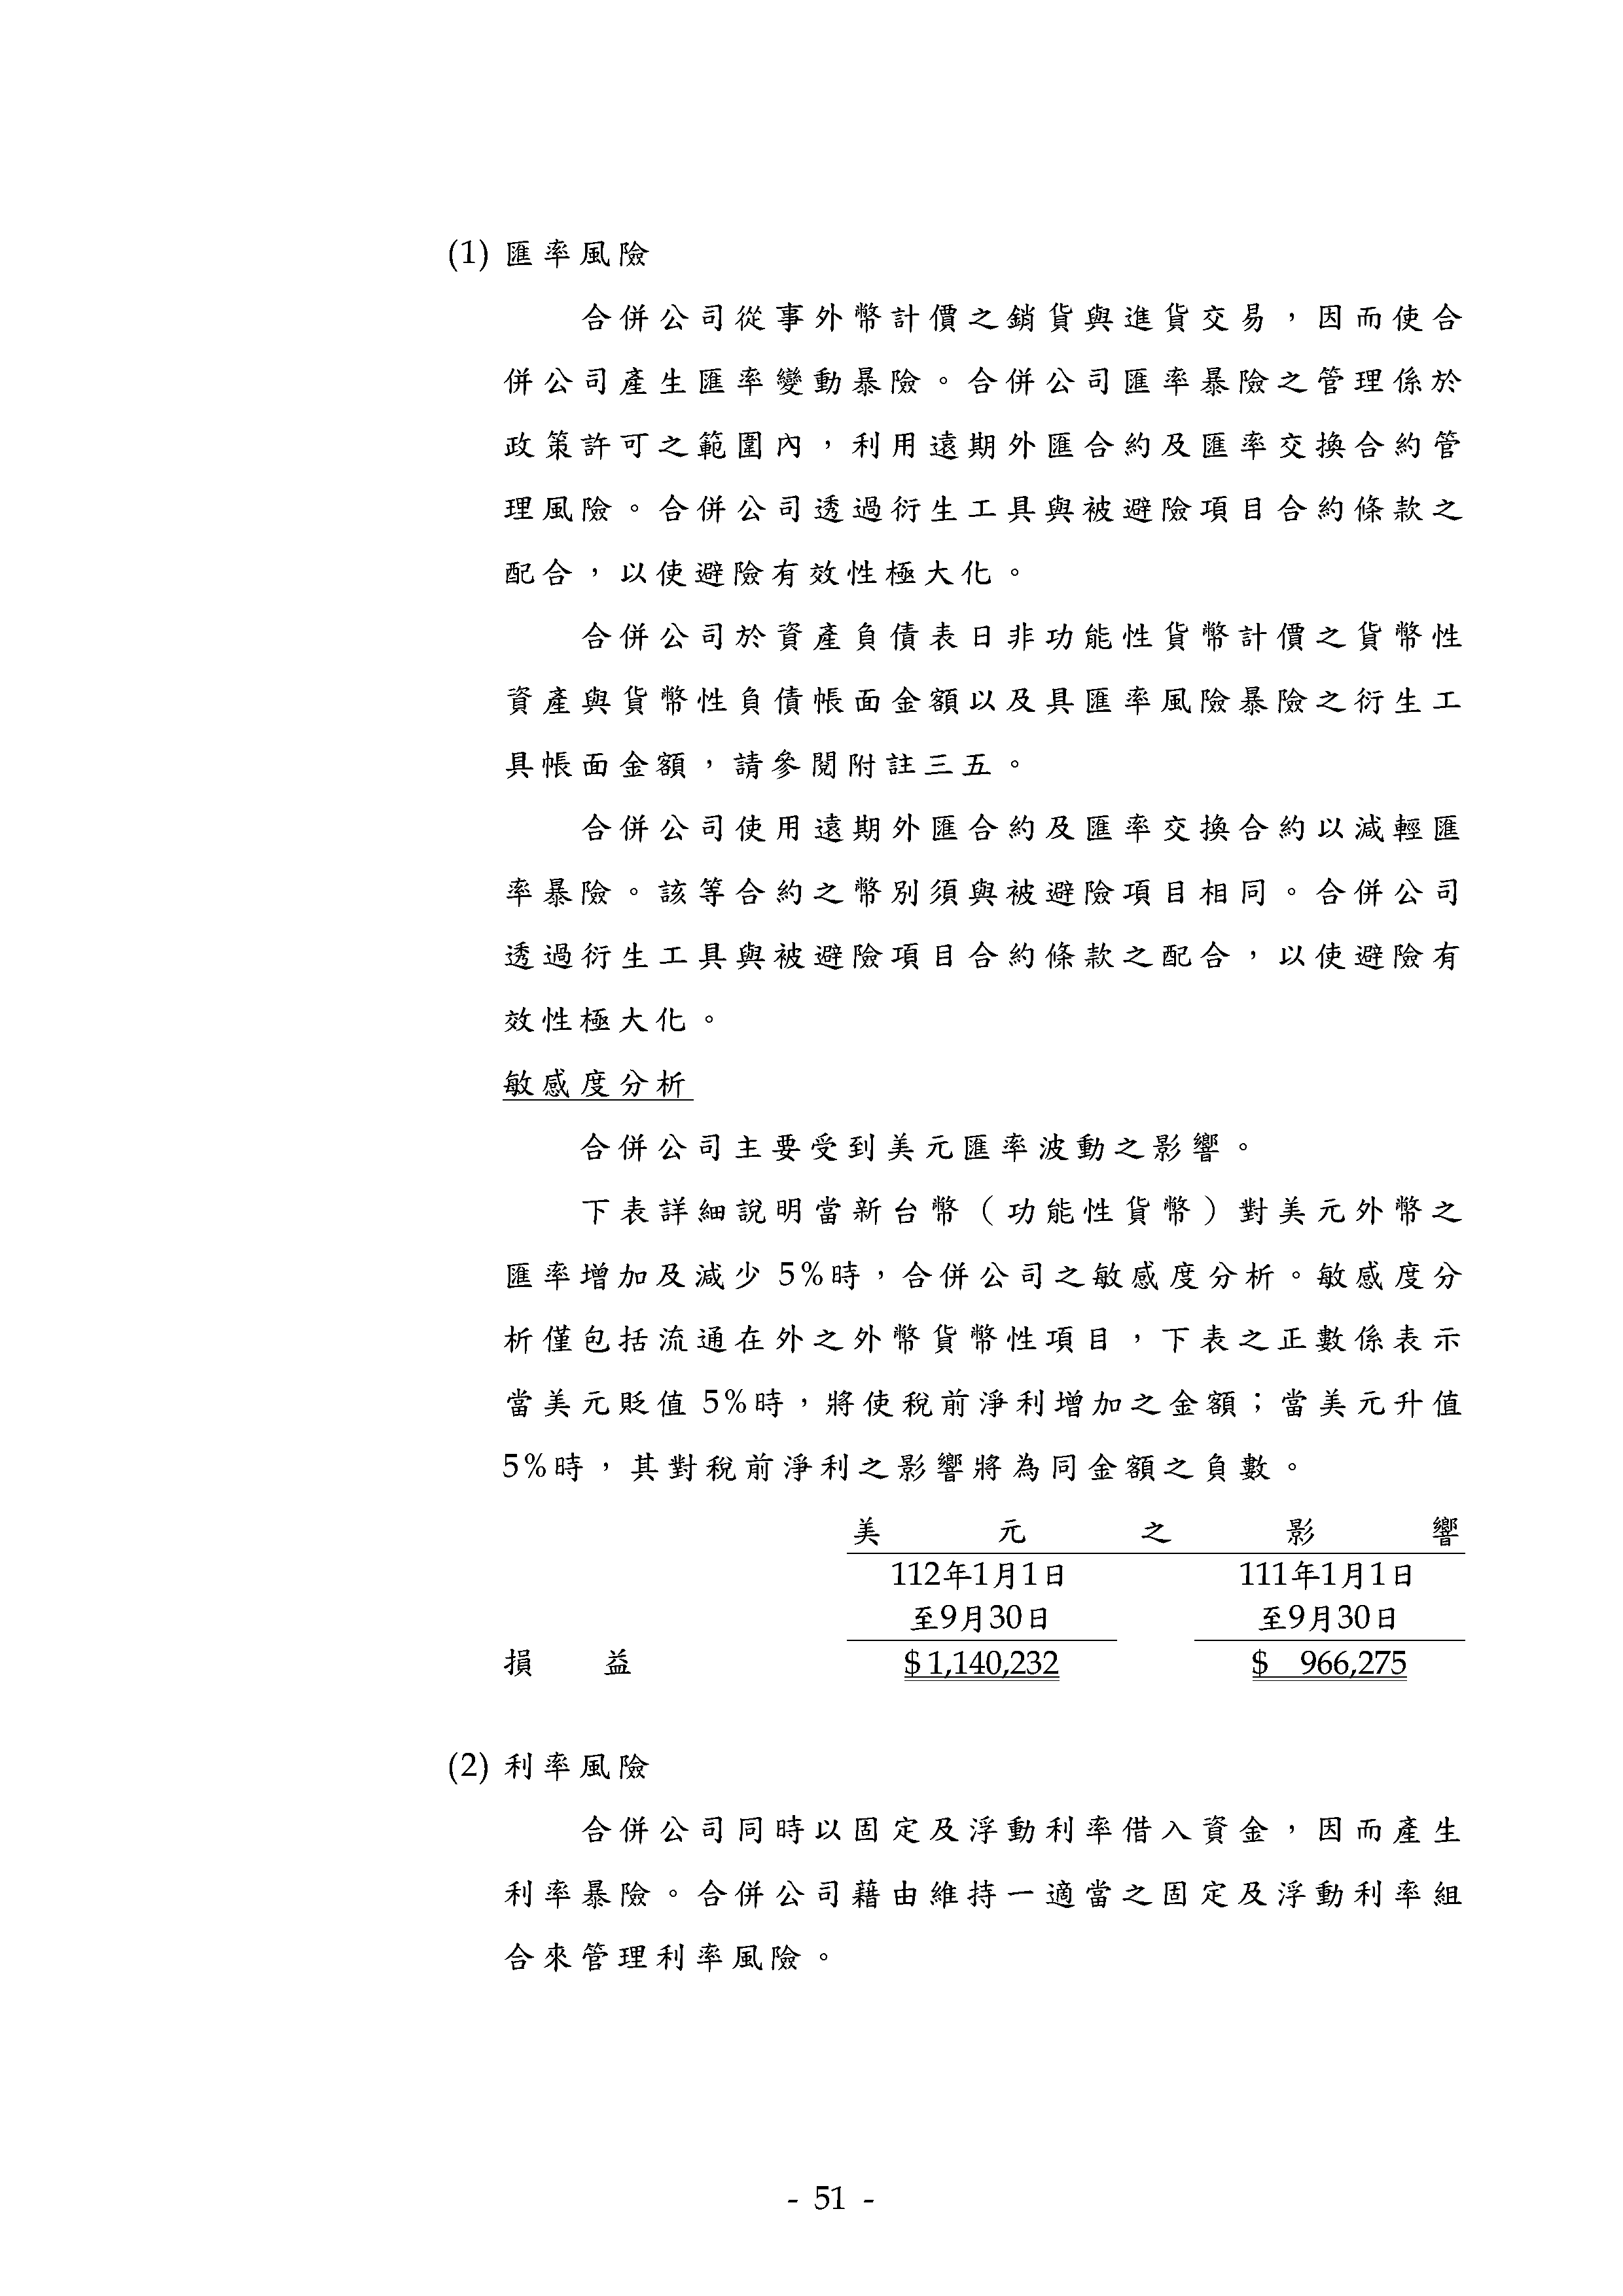 (1) 匯率風險
合併公司從事外幣計價之銷貨與進貨交易，因而使合
併公司產生匯率變動暴險。合併公司匯率暴險之管理係於
政策許可之範圍內，利用遠期外匯合約及匯率交換合約管
理風險。合併公司透過衍生工具與被避險項目合約條款之
配合，以使避險有效性極大化。
合併公司於資產負債表日非功能性貨幣計價之貨幣性
資產與貨幣性負債帳面金額以及具匯率風險暴險之衍生工
具帳面金額，請參閱附註三五。
合併公司使用遠期外匯合約及匯率交換合約以減輕匯
率暴險。該等合約之幣別須與被避險項目相同。合併公司
透過衍生工具與被避險項目合約條款之配合，以使避險有
效性極大化。
敏感度分析
合併公司主要受到美元匯率波動之影響。
下表詳細說明當新台幣（功能性貨幣）對美元外幣之
匯率增加及減少 5%時，合併公司之敏感度分析。敏感度分
析僅包括流通在外之外幣貨幣性項目，下表之正數係表示
當美元貶值 5%時，將使稅前淨利增加之金額；當美元升值
5%時，其對稅前淨利之影響將為同金額之負數。
美元之影響
112年1月1日 111年1月1日
至9月30日 至9月30日
損益 $ 1,140,232 $ 966,275
(2) 利率風險
合併公司同時以固定及浮動利率借入資金，因而產生
利率暴險。合併公司藉由維持一適當之固定及浮動利率組
合來管理利率風險。
- 51 -